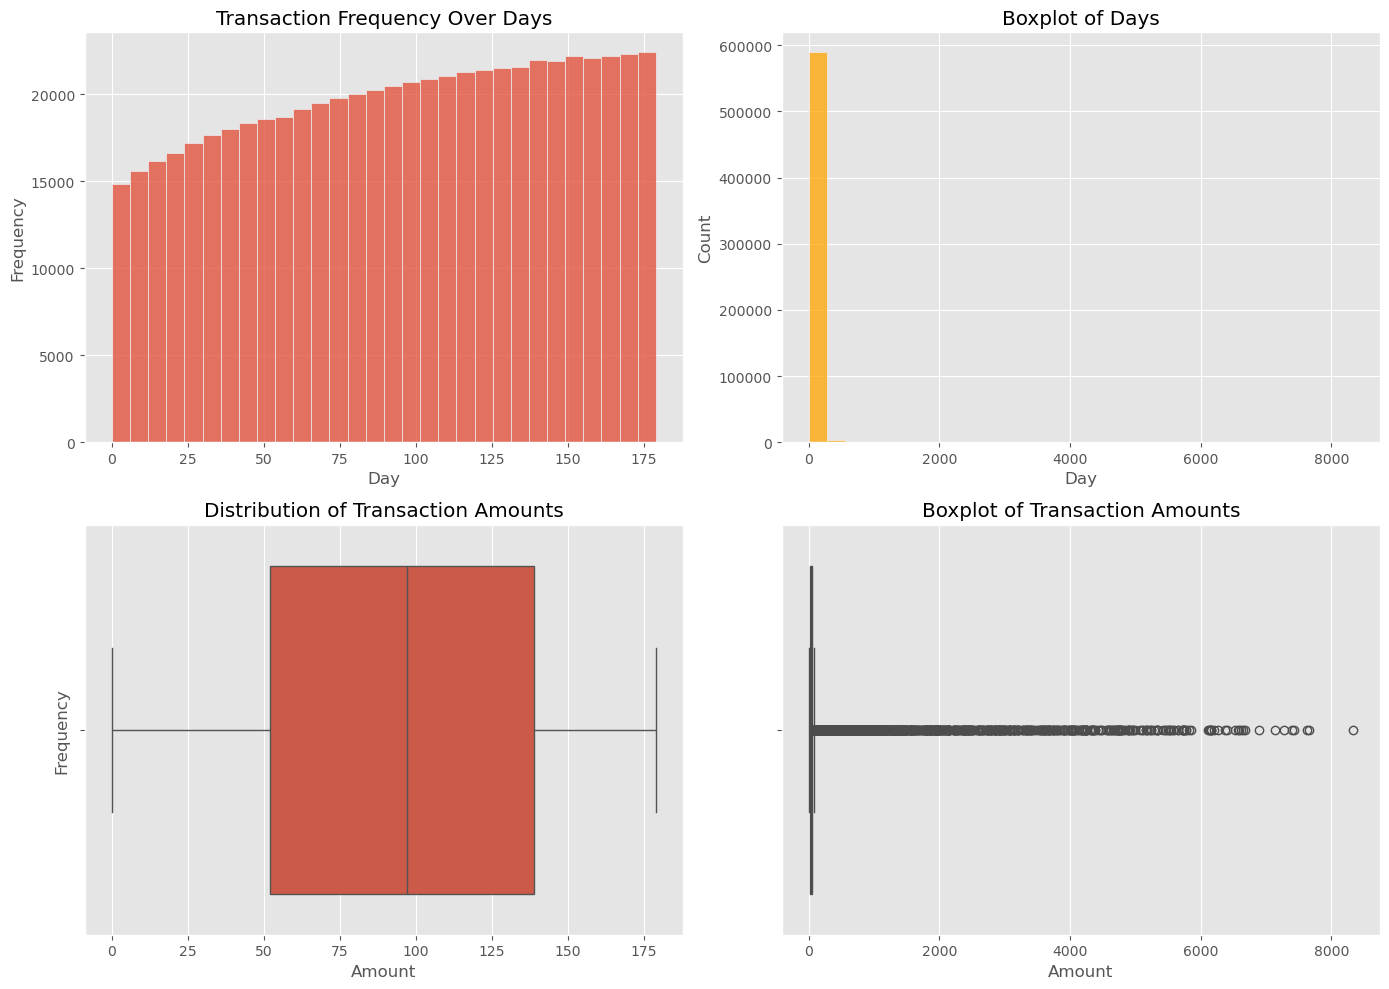 Transaction Frequency Over Days
Frequency
20000
15000
10000
5000
0
0 25 50 75 100 125 150 175
Day
Boxplot of Days
Count
600000
500000
400000
300000
200000
100000
0
0 2000 4000 6000 8000
Day
Distribution of Transaction Amounts
Frequency
0 25 50 75 100 125 150 175
Amount
Boxplot of Transaction Amounts
0 2000 4000 6000 8000
Amount